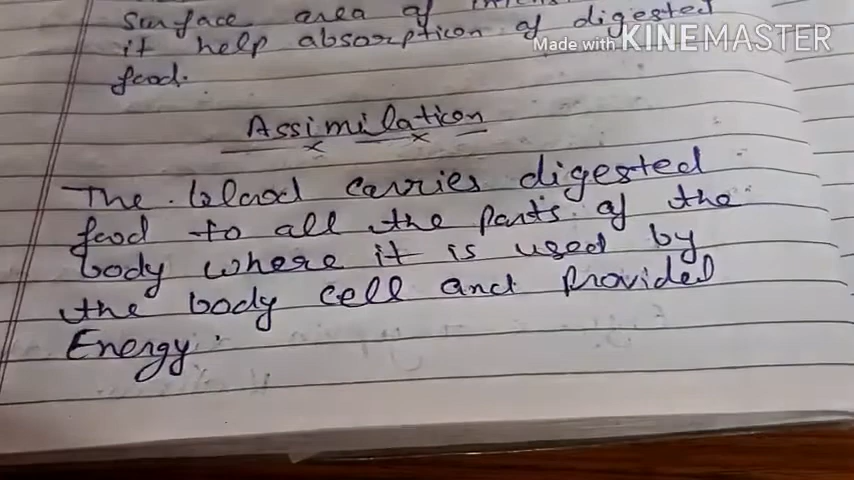 Surface area of
it help absorption of digested
food.
Made with KINEMASTER
Assimilation
The blood carries digested
food to all the parts of the
body where it is used by
the body cell and provided
Energy.